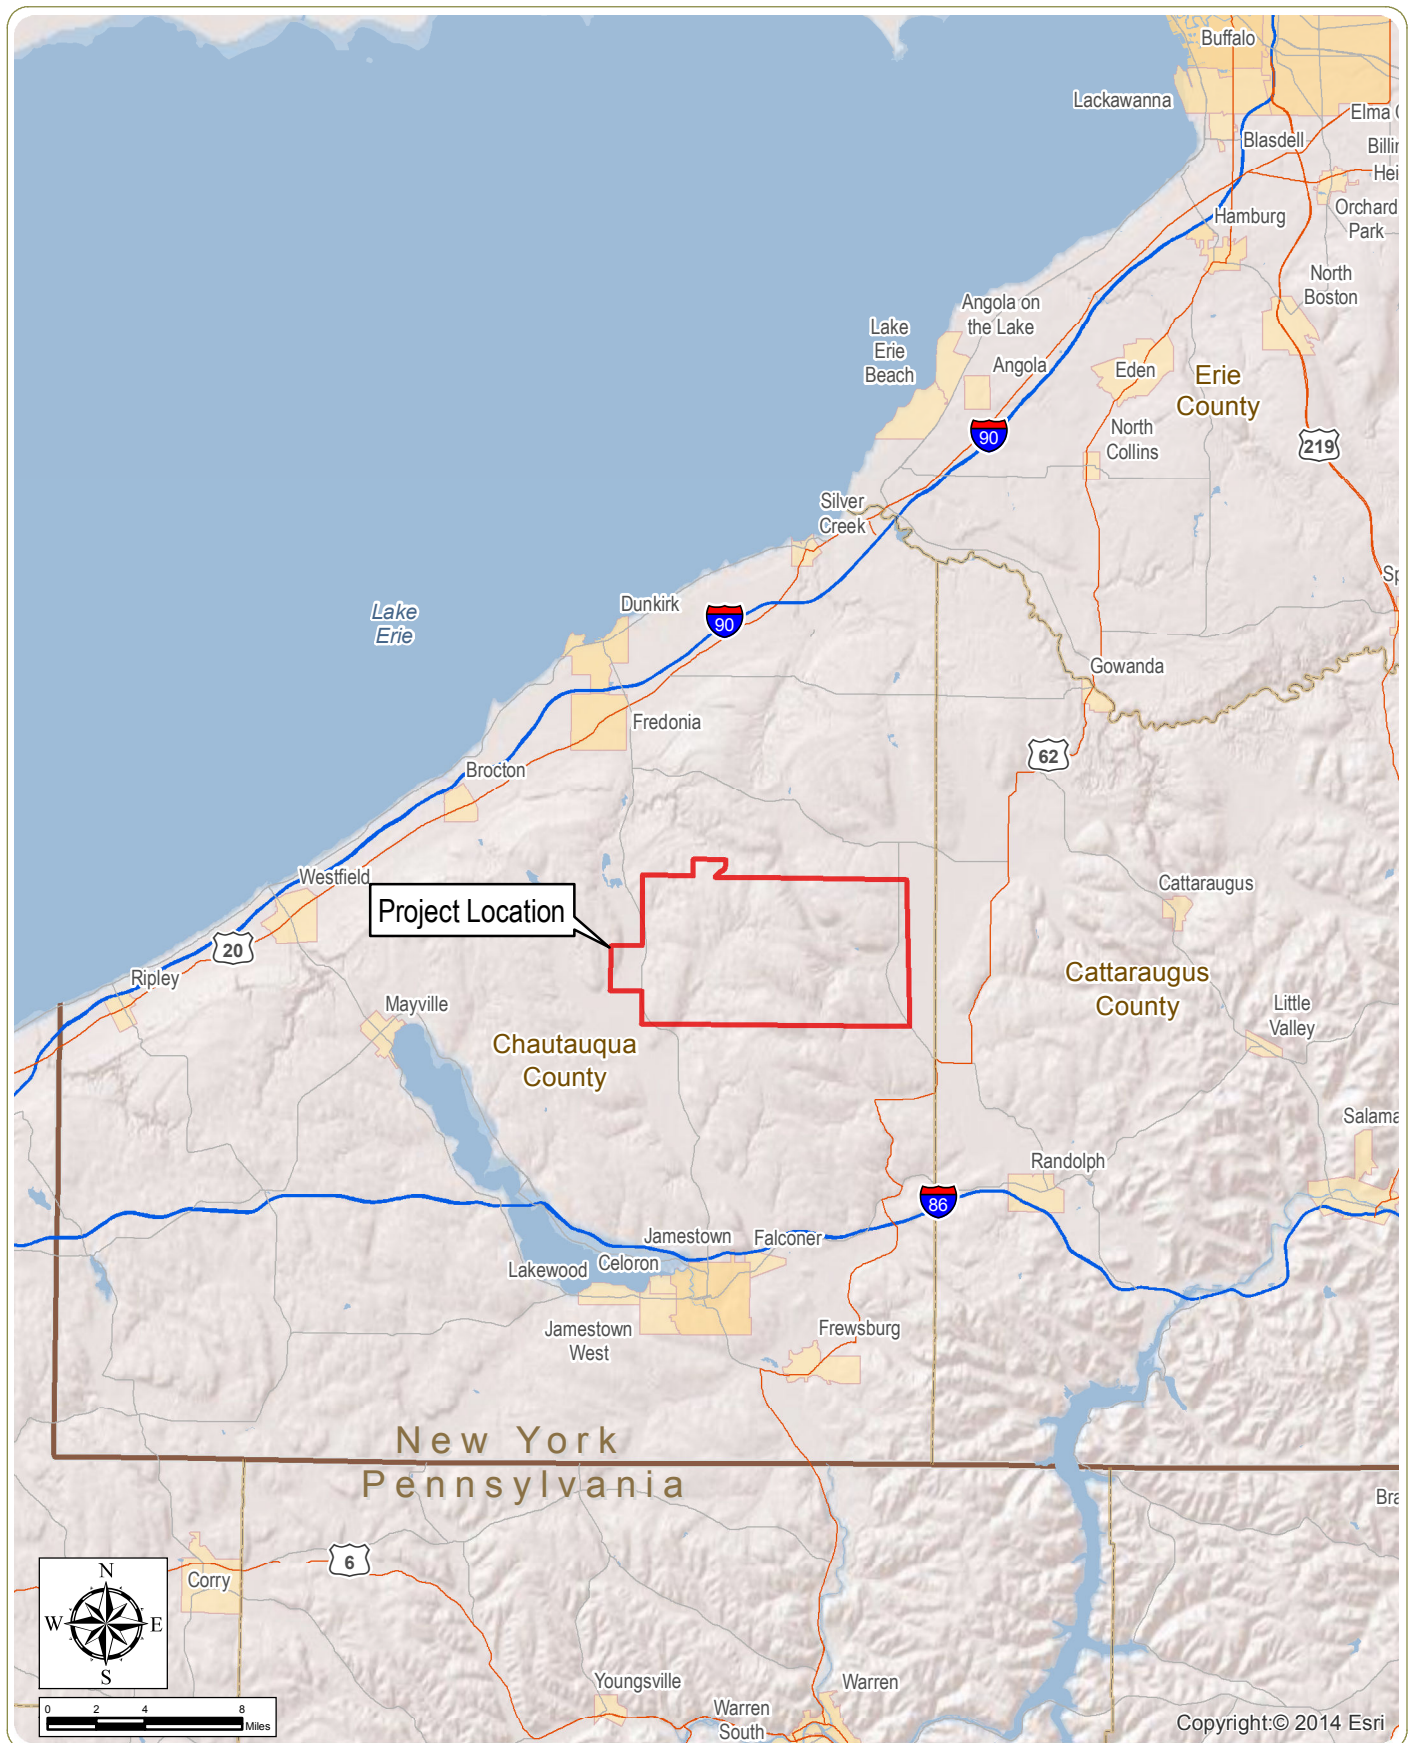 Buffalo
Lackawanna
Elma
Blasdell
Hamburg
Orchard
Park
North
Boston
Angola on
the Lake
Lake
Erie
Beach
Angola
Eden
Erie
County
90
North
Collins
219
Silver
Creek
Lake
Erie
Dunkirk
90
Gowanda
Fredonia
62
Brocton
Westfield
Cattaraugus
Project Location
20
Ripley
Cattaraugus
County
Mayville
Little
Valley
Chautauqua
County
Salama
Randolph
86
Jamestown
Falconer
Lakewood
Celoron
Jamestown
West
Frewsburg
New York
Pennsylvania
Bra
6
Corry
N
W
E
S
Youngsville
Warren
Warren
South
0 2 4 8
Miles
Copyright:© 2014 Esri